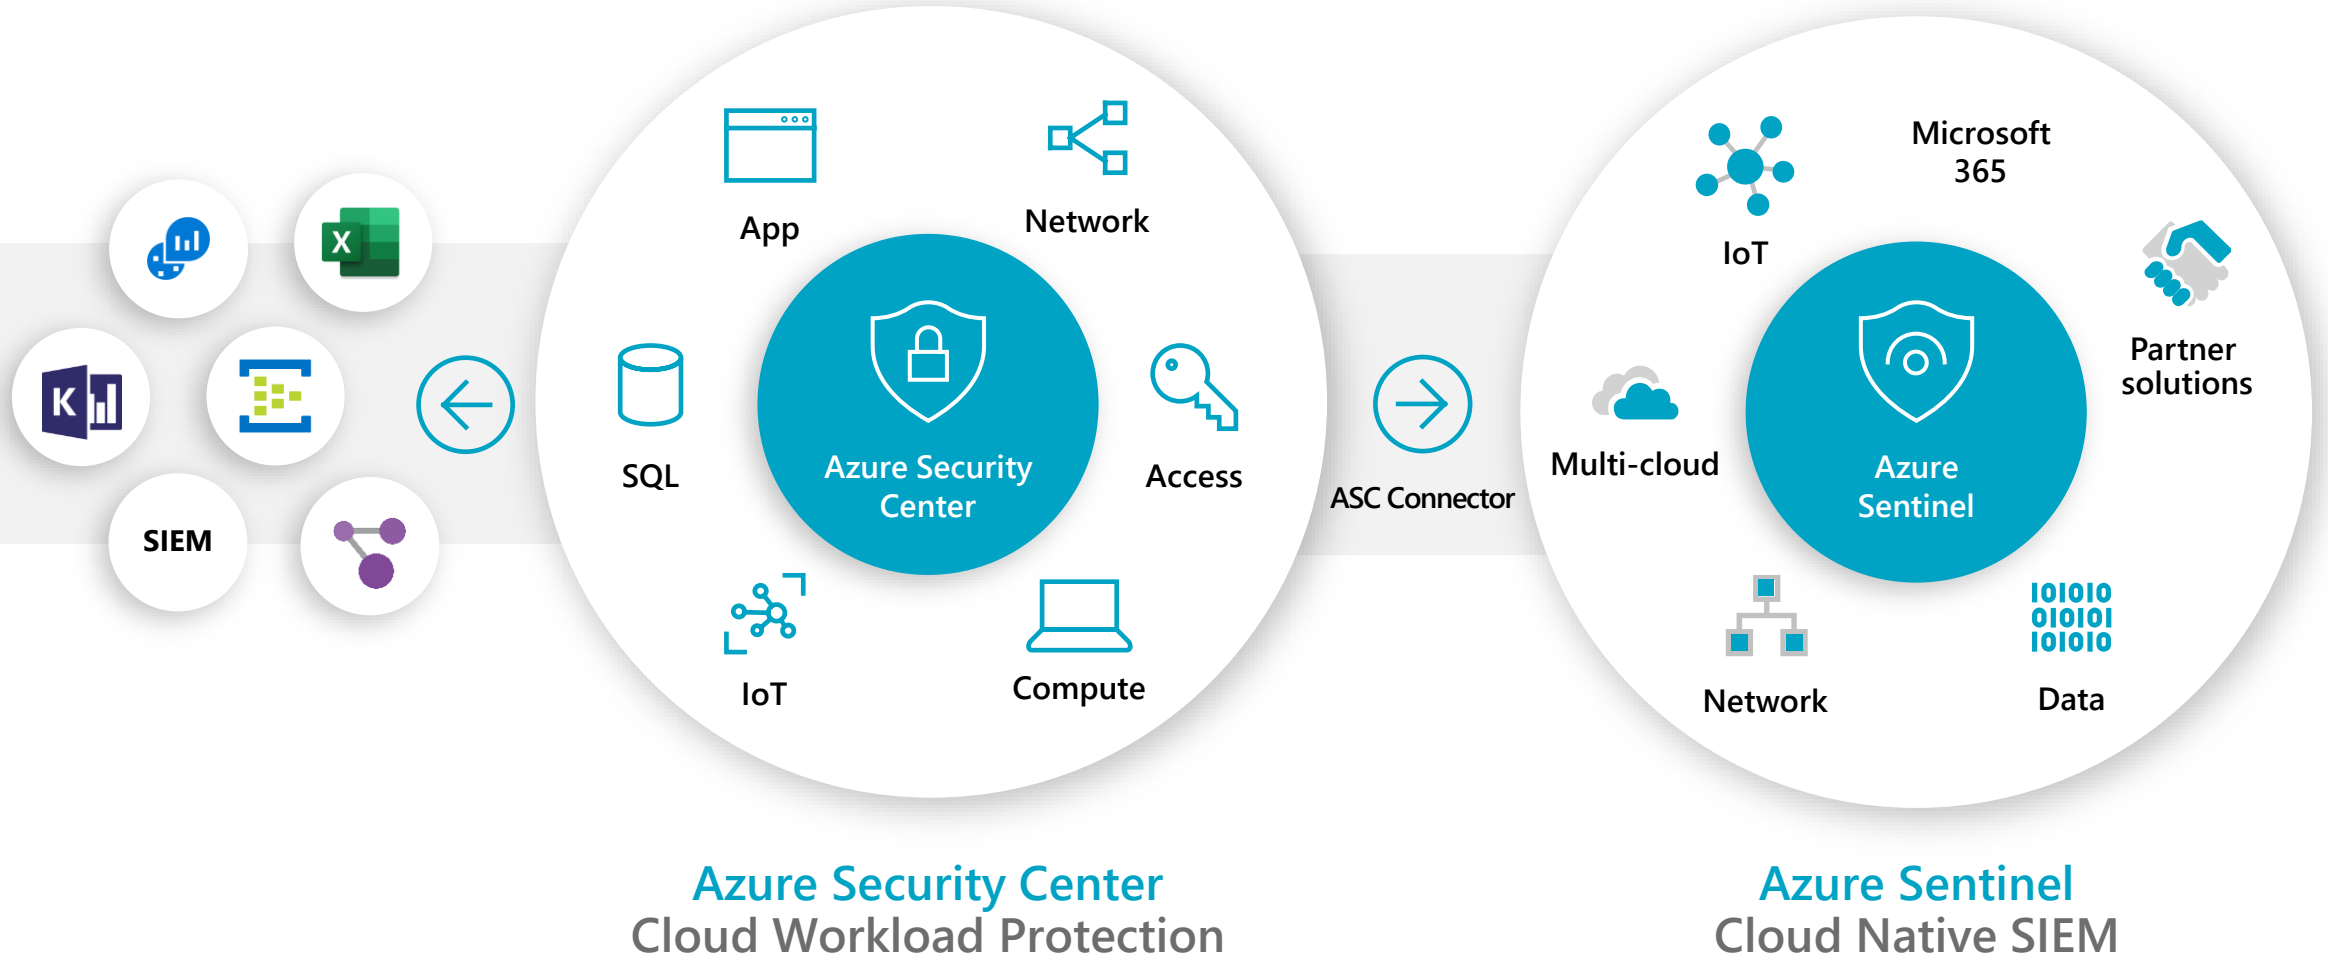 X
K
SIEM
App
Network
SQL
Azure Security
Center
Access
IoT
Compute
ASC Connector
IoT
Microsoft
365
Partner
solutions
Multi-cloud
Azure
Sentinel
Network
101010
010101
101010
Data
Azure Security Center
Cloud Workload Protection
Azure Sentinel
Cloud Native SIEM